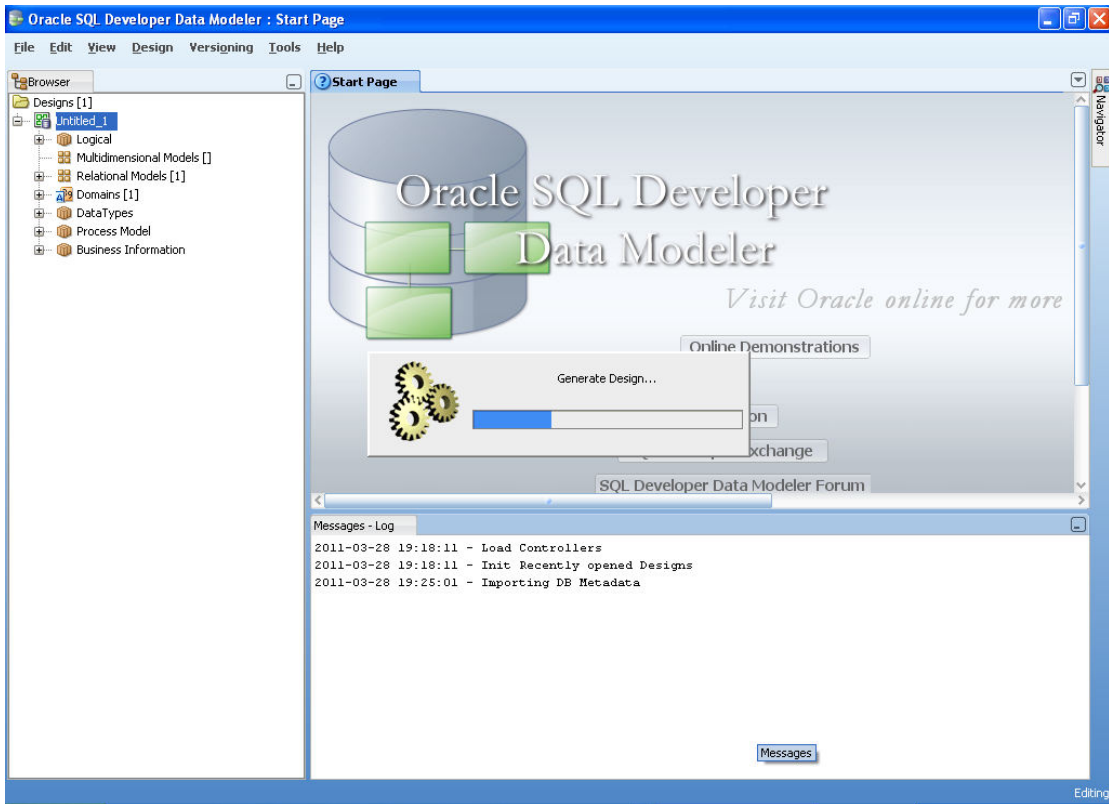 Oracle SQL Developer Data Modeler : Start Page
File Edit View Design Versioning Tools Help
Browser
Designs [1]
Untitled_1
Logical
Multidimensional Models []
Relational Models [1]
Domains [1]
DataTypes
Process Model
Business Information
Start Page
Navigator
Oracle SQL Developer
Data Modeler
Visit Oracle online for more
Online Demonstrations
Generate Design...
on
xchange
SQL Developer Data Modeler Forum
Messages - Log
2011-03-28 19:18:11 - Load Controllers
2011-03-28 19:18:11 - Init Recently opened Designs
2011-03-28 19:25:01 - Importing DB Metadata
Messages
Editing